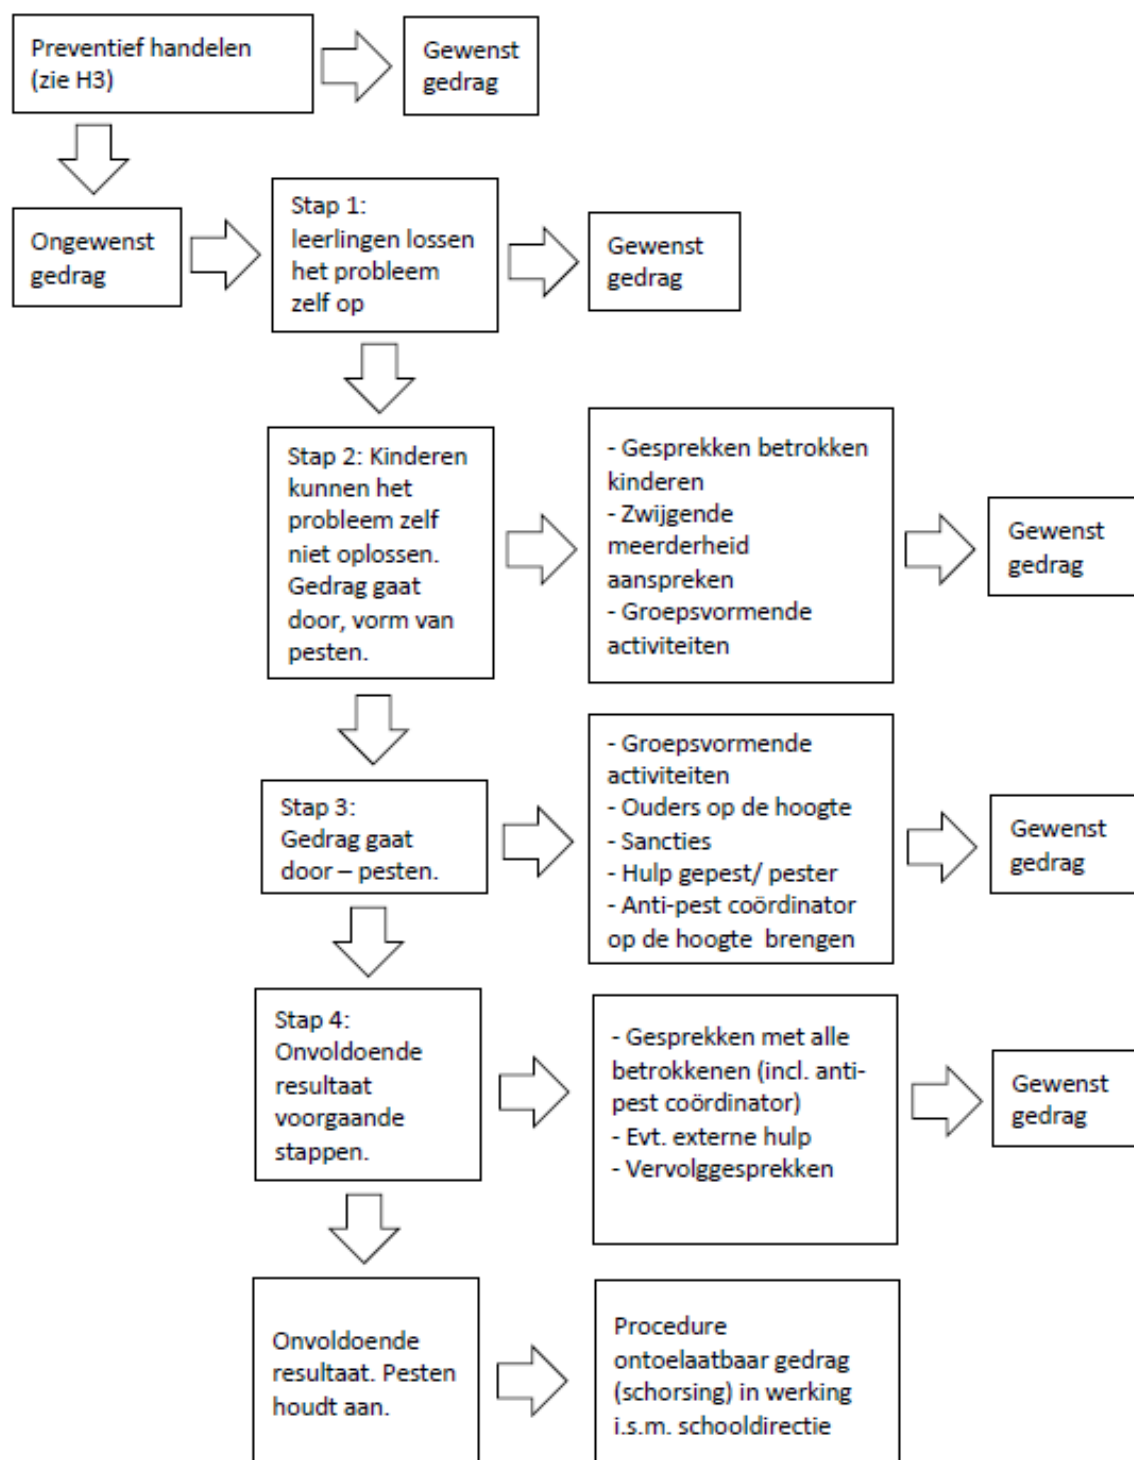 Preventief handelen
(zie H3)
Gewenst
gedrag
Ongewenst
gedrag
Stap 1:
leerlingen lossen
het probleem
zelf op
Gewenst
gedrag
Stap 2: Kinderen
kunnen het
probleem zelf
niet oplossen.
Gedrag gaat
door, vorm van
pesten.
- Gesprekken betrokken
kinderen
- Zwijgende
meerderheid
aanspreken
- Groepsvormende
activiteiten
Gewenst
gedrag
Stap 3:
Gedrag gaat
door – pesten.
- Groepsvormende
activiteiten
- Ouders op de hoogte
- Sancties
- Hulp gepest/ pester
- Anti-pest coördinator
op de hoogte brengen
Gewenst
gedrag
Stap 4:
Onvoldoende
resultaat
voorgaande
stappen.
- Gesprekken met alle
betrokkenen (incl. anti-
pest coördinator)
- Evt. externe hulp
- Vervolggesprekken
Gewenst
gedrag
Onvoldoende
resultaat. Pesten
houdt aan.
Procedure
ontoelaatbaar gedrag
(schorsing) in werking
i.s.m. schooldirectie